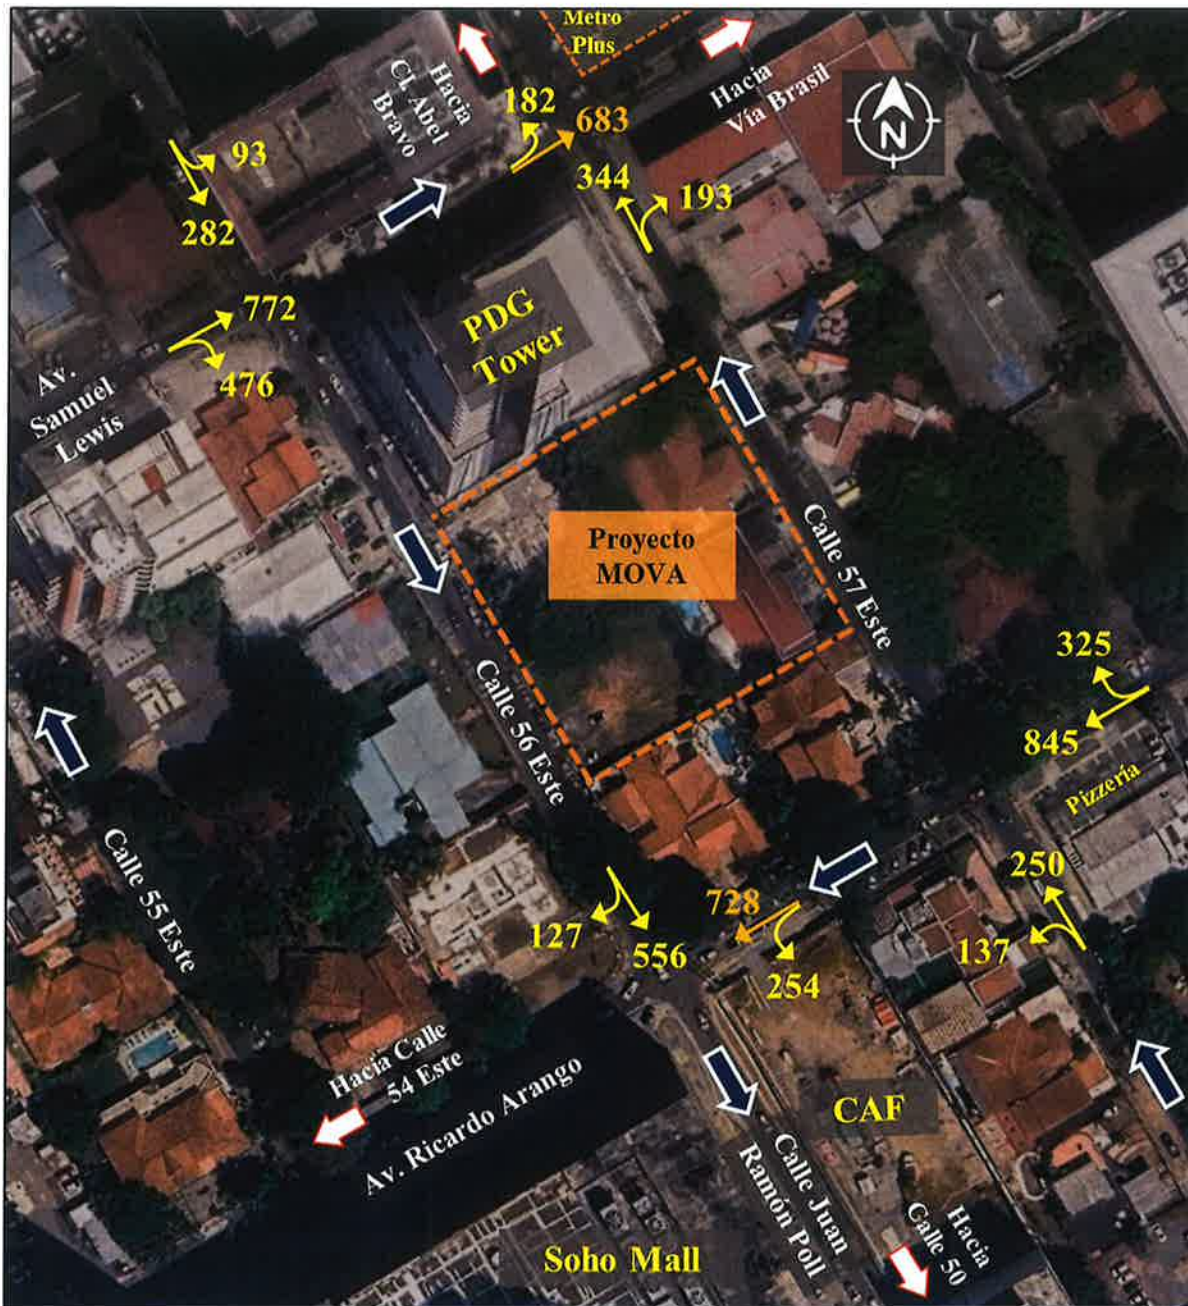 Metro
Plus
Hacia
Vía Brasil
Hacia
Cl. Abel
Bravo
182
683
N
93
282
344
193
772
476
Av.
Samuel
Lewis
PDG
Tower
Proyecto
MOVA
Calle 57 Este
325
845
Calle 56 Este
Pizzería
Calle 55 Este
250
137
728
127
556
254
Hacia Calle
54 Este
Av. Ricardo Arango
CAF
Calle Juan
Ramón Poll
Hacia
Calle 50
Soho Mall